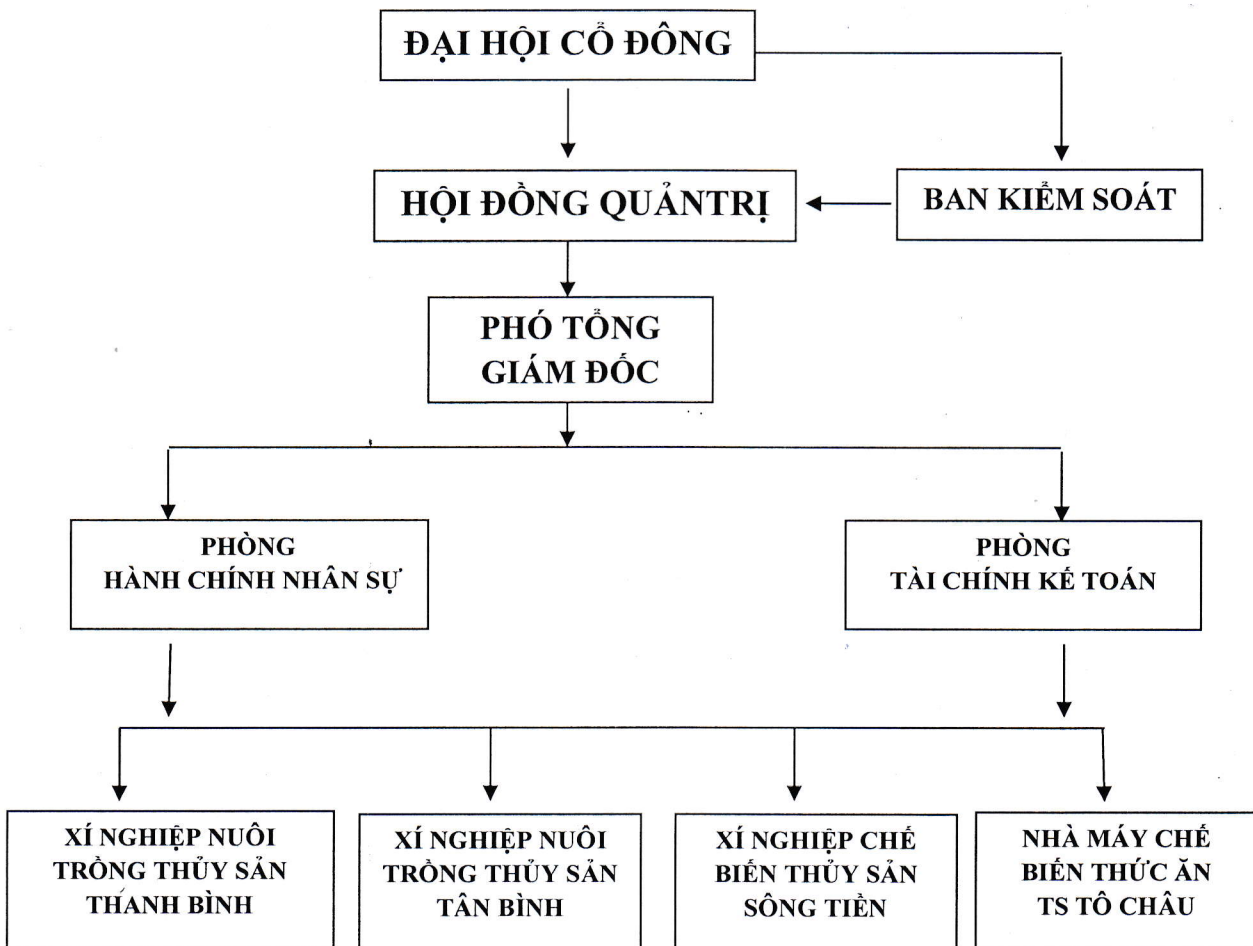 ĐẠI HỘI CỔ ĐÔNG
HỘI ĐỒNG QUẢNTRỊ
BAN KIỂM SOÁT
PHÓ TỔNG
GIÁM ĐỐC
PHÒNG
HÀNH CHÍNH NHÂN SỰ
PHÒNG
TÀI CHÍNH KẾ TOÁN
XÍ NGHIỆP NUÔI
TRỒNG THỦY SẢN
THANH BÌNH
XÍ NGHIỆP NUÔI
TRỒNG THỦY SẢN
TÂN BÌNH
XÍ NGHIỆP CHẾ
BIẾN THỦY SẢN
SÔNG TIỀN
NHÀ MÁY CHẾ
BIẾN THỨC ĂN
TS TÔ CHÂU